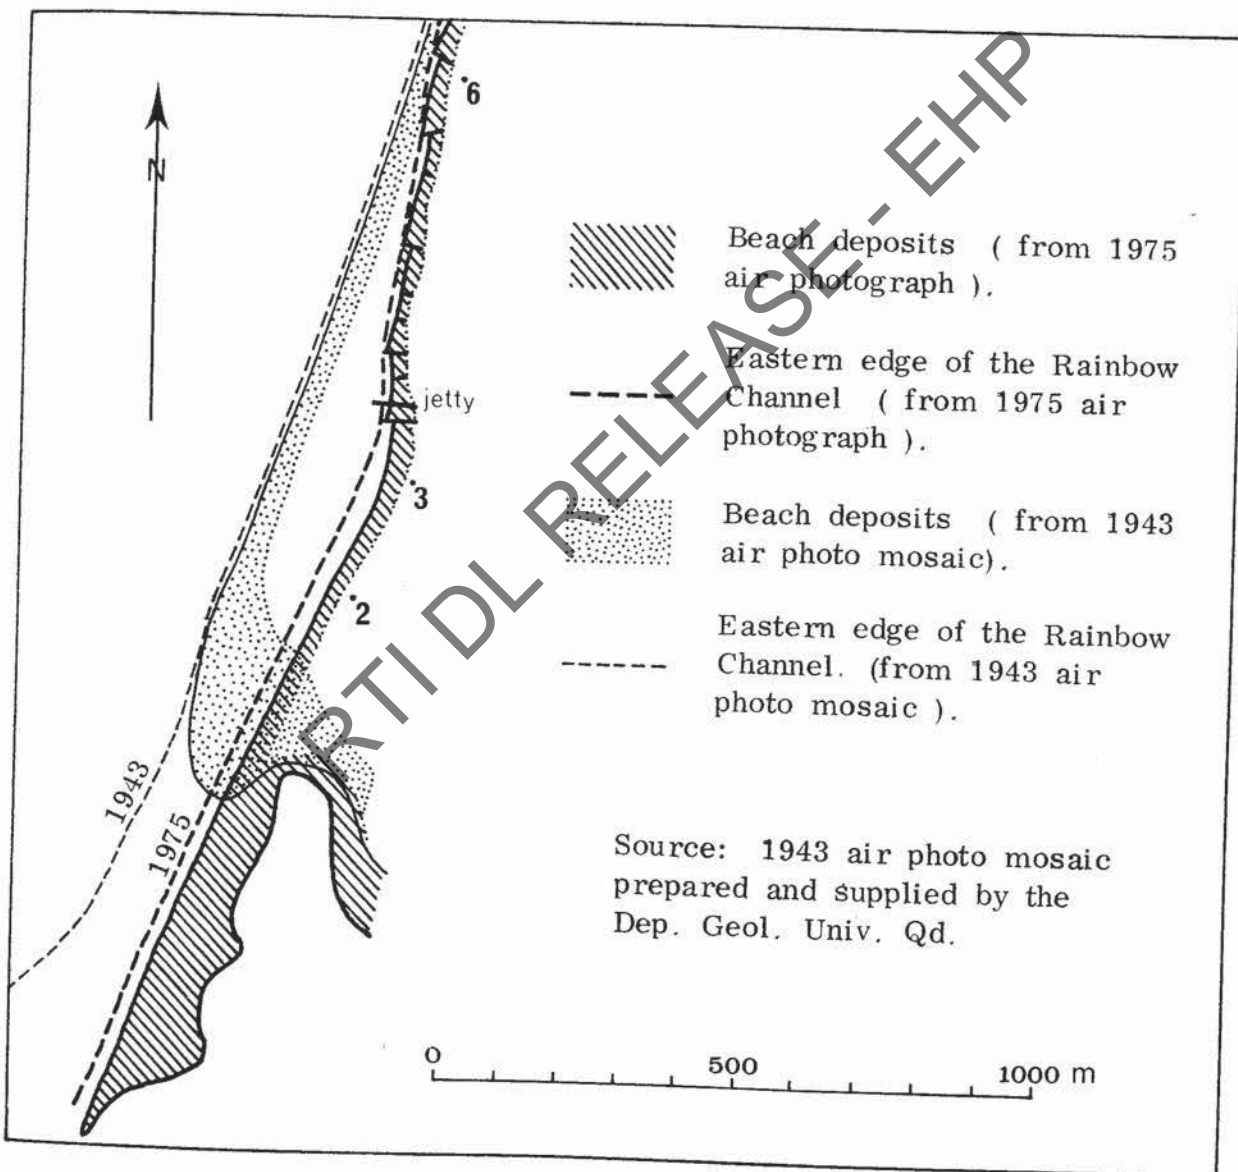 6
N
Beach deposits ( from 1975
air photograph ).
Eastern edge of the Rainbow
Channel ( from 1975 air
photograph ).
jetty
3
Beach deposits ( from 1943
air photo mosaic).
2
Eastern edge of the Rainbow
Channel. (from 1943 air
photo mosaic ).
1943
1975
Source: 1943 air photo mosaic
prepared and supplied by the
Dep. Geol. Univ. Qd.
0 500 1000 m
RTI DL RELEASE - EHP